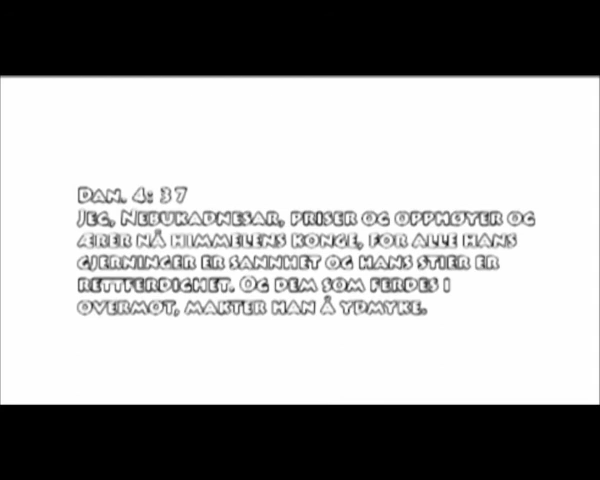 Dan. 4: 37
Jeg, Nebukadnesar, priser og opphøyer og
ærer nå himmelens konge, for alle hans
gjerninger er sannhet og hans stier er
rettferdighet. Og dem som ferdes i
overmot, makter han å ydmyke.